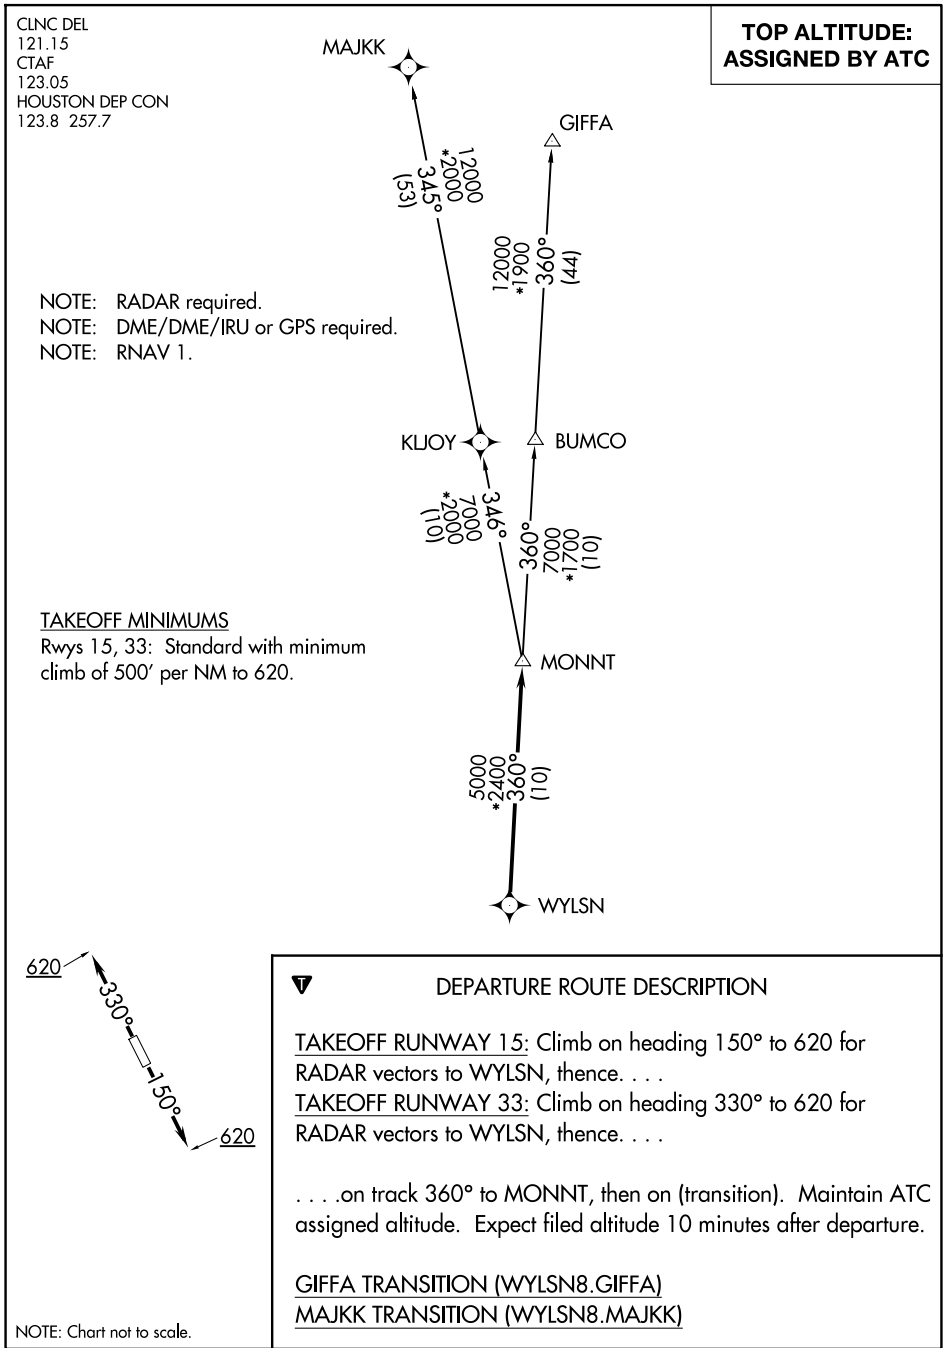 CLNC DEL
121.15
CTAF
123.05
HOUSTON DEP CON
123.8 257.7
TOP ALTITUDE:
ASSIGNED BY ATC
MAJKK
GIFFA
12000
*2000
345°
(53)
12000
*1900
360°
(44)
NOTE: RADAR required.
NOTE: DME/DME/IRU or GPS required.
NOTE: RNAV 1.
KLJOY
BUMCO
346°
7000
*2000
(10)
360°
7000
*1700
(10)
TAKEOFF MINIMUMS
Rwys 15, 33: Standard with minimum
climb of 500' per NM to 620.
MONNT
5000
*2400
360°
(10)
WYLSN
620
330°
150°
620
NOTE: Chart not to scale.
T
DEPARTURE ROUTE DESCRIPTION
TAKEOFF RUNWAY 15: Climb on heading 150° to 620 for
RADAR vectors to WYLSN, thence. . . .
TAKEOFF RUNWAY 33: Climb on heading 330° to 620 for
RADAR vectors to WYLSN, thence. . . .
. . . .on track 360° to MONNT, then on (transition). Maintain ATC
assigned altitude. Expect filed altitude 10 minutes after departure.
GIFFA TRANSITION (WYLSN8.GIFFA)
MAJKK TRANSITION (WYLSN8.MAJKK)